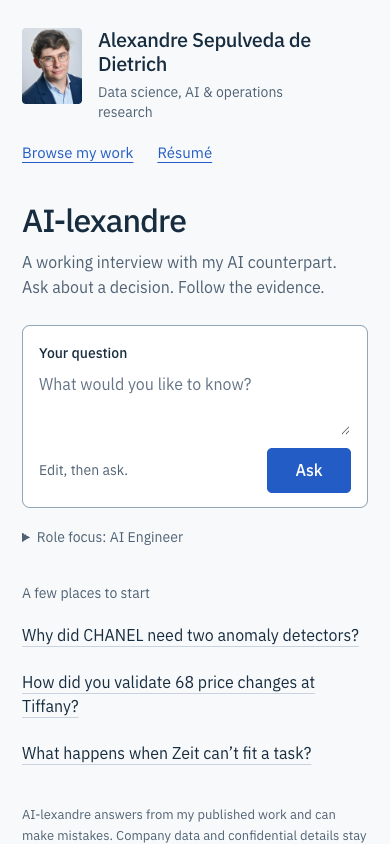 Alexandre Sepulveda de
Dietrich
Data science, AI & operations
research
Browse my work
Résumé
AI-lexandre
A working interview with my AI counterpart.
Ask about a decision. Follow the evidence.
Your question
What would you like to know?
Edit, then ask.
Ask
Role focus: AI Engineer
A few places to start
Why did CHANEL need two anomaly detectors?
How did you validate 68 price changes at
Tiffany?
What happens when Zeit can’t fit a task?
AI-lexandre answers from my published work and can
make mistakes. Company data and confidential details stay